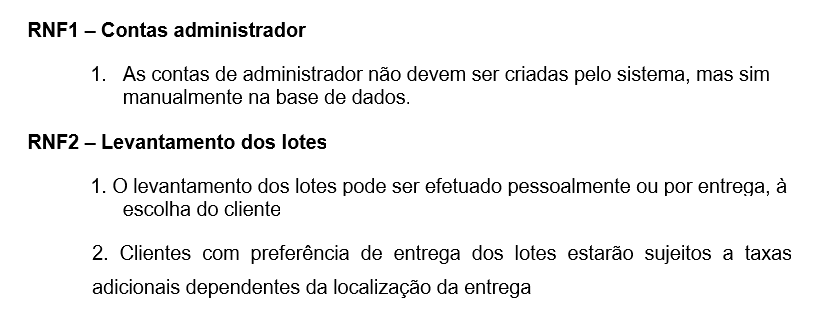 RNF1 – Contas administrador
1. As contas de administrador não devem ser criadas pelo sistema, mas sim
manualmente na base de dados.
RNF2 – Levantamento dos lotes
1. O levantamento dos lotes pode ser efetuado pessoalmente ou por entrega, à
escolha do cliente
2. Clientes com preferência de entrega dos lotes estarão sujeitos a taxas
adicionais dependentes da localização da entrega